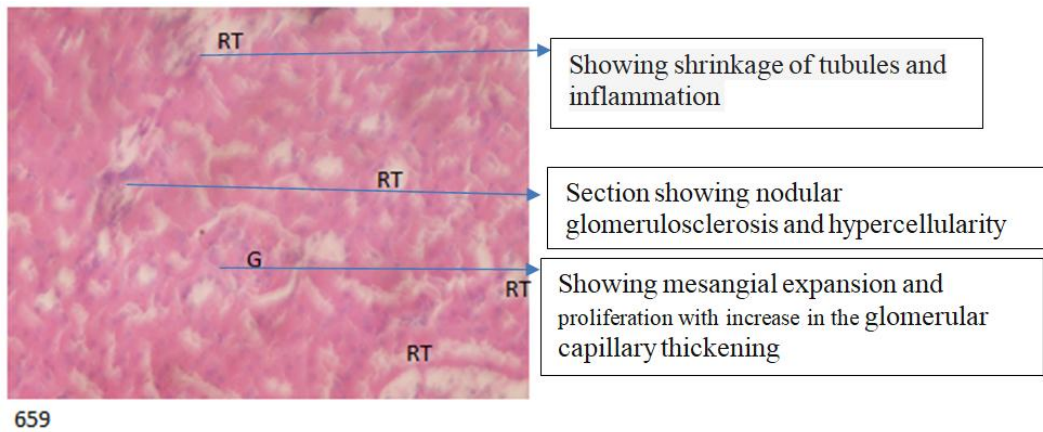 RT
Showing shrinkage of tubules and
inflammation
RT
Section showing nodular
glomerulosclerosis and hypercellularity
G
RT
Showing mesangial expansion and
proliferation with increase in the glomerular
capillary thickening
RT
659